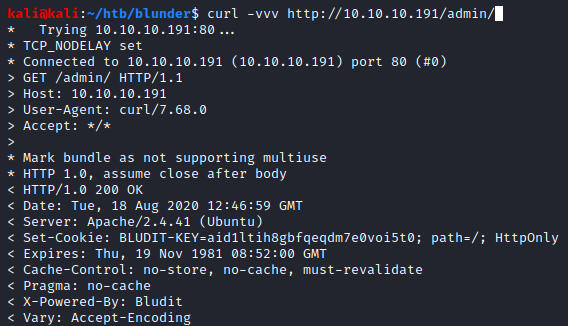 kali@kali:~/htb/blunder$ curl -vvv http://10.10.10.191/admin/
*   Trying 10.10.10.191:80...
* TCP_NODELAY set
* Connected to 10.10.10.191 (10.10.10.191) port 80 (#0)
> GET /admin/ HTTP/1.1
> Host: 10.10.10.191
> User-Agent: curl/7.68.0
> Accept: */*
>
* Mark bundle as not supporting multiuse
* HTTP 1.0, assume close after body
< HTTP/1.0 200 OK
< Date: Tue, 18 Aug 2020 12:46:59 GMT
< Server: Apache/2.4.41 (Ubuntu)
< Set-Cookie: BLUDIT-KEY=aid1ltih8gbfqeqdm7e0voi5t0; path=/; HttpOnly
< Expires: Thu, 19 Nov 1981 08:52:00 GMT
< Cache-Control: no-store, no-cache, must-revalidate
< Pragma: no-cache
< X-Powered-By: Bludit
< Vary: Accept-Encoding